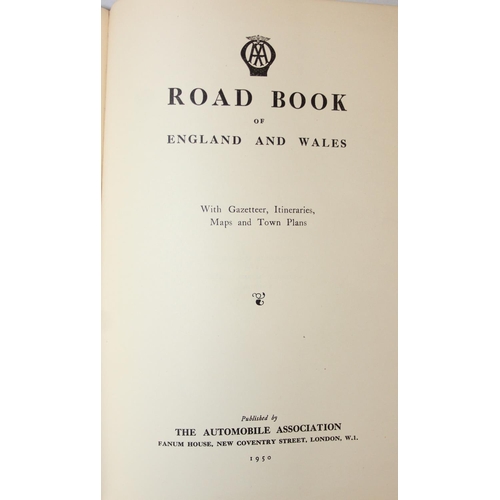 AA
ROAD BOOK
OF
ENGLAND AND WALES
With Gazetteer, Itineraries,
Maps and Town Plans
Published by
THE AUTOMOBILE ASSOCIATION
FANUM HOUSE, NEW COVENTRY STREET, LONDON, W.1.
1950